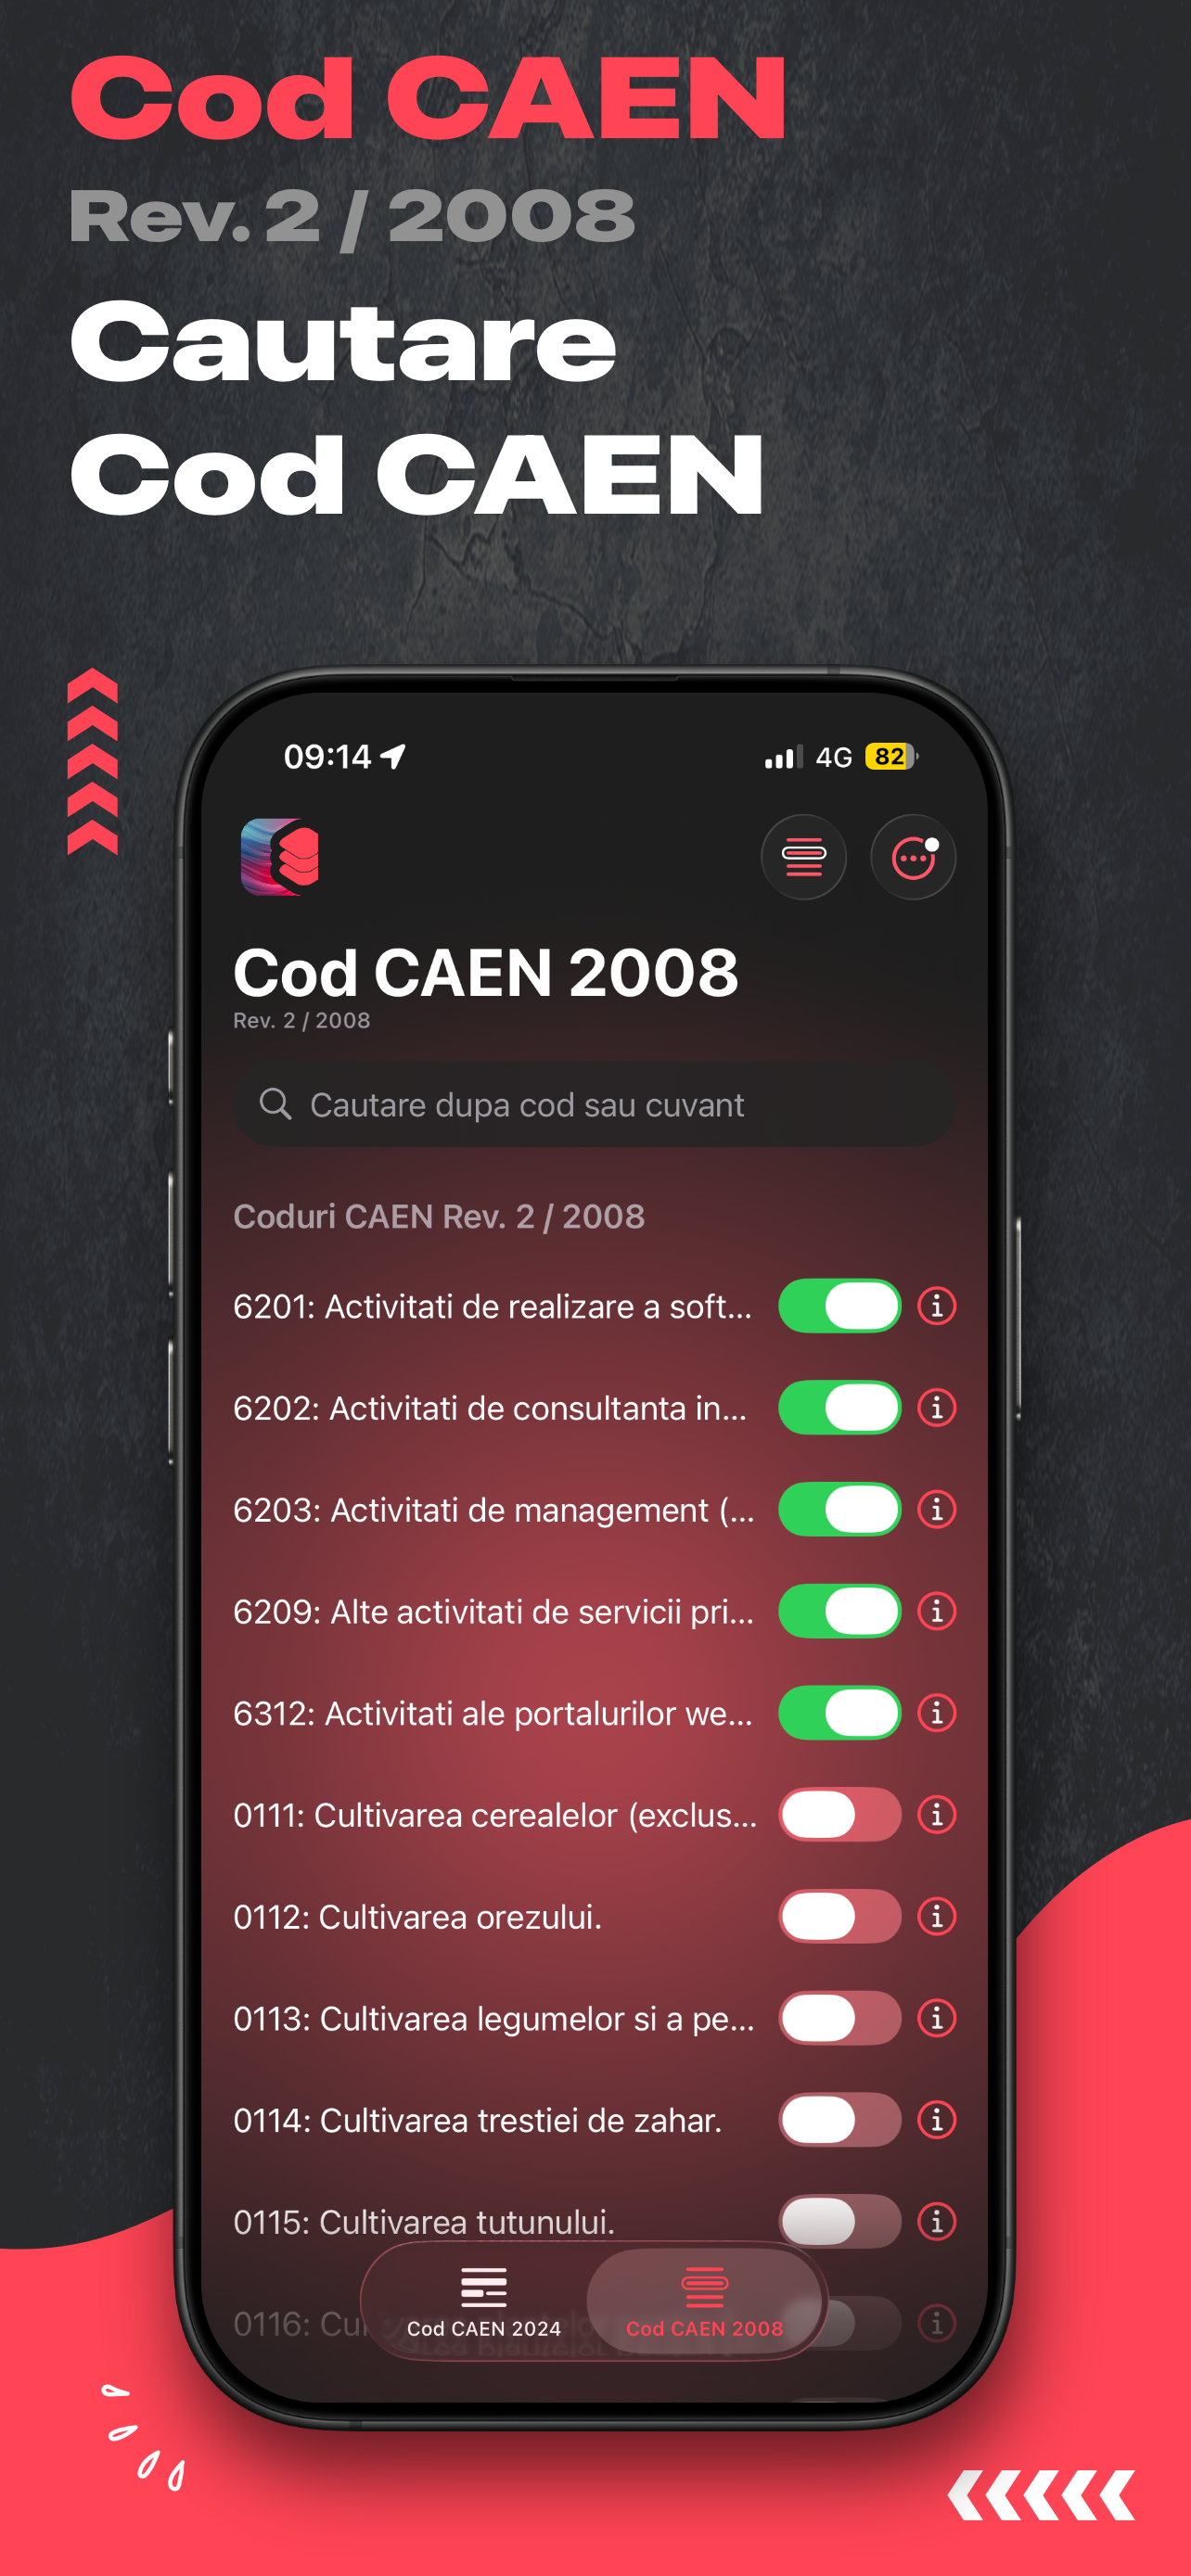 Cod CAEN
Rev. 2 / 2008
Cautare
Cod CAEN
09:14
4G 82
Cod CAEN 2008
Rev. 2 / 2008
Cautare dupa cod sau cuvant
Coduri CAEN Rev. 2 / 2008
6201: Activitati de realizare a soft...
6202: Activitati de consultanta in...
6203: Activitati de management (...
6209: Alte activitati de servicii pri...
6312: Activitati ale portalurilor we...
0111: Cultivarea cerealelor (exclus...
0112: Cultivarea orezului.
0113: Cultivarea legumelor si a pe...
0114: Cultivarea trestiei de zahar.
0115: Cultivarea tutunului.
0116:
Cod CAEN 2024
Cod CAEN 2008